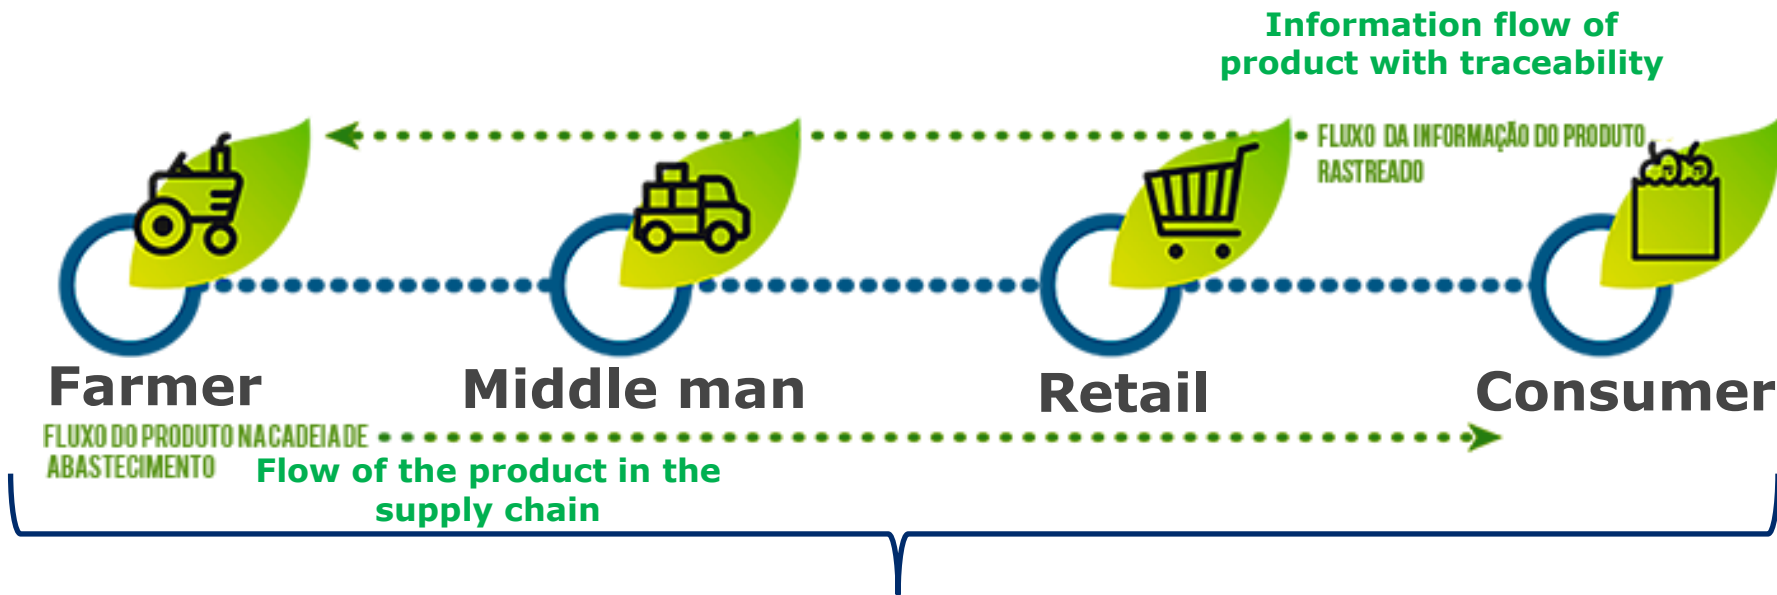 Information flow of
product with traceability
FLUXO DA INFORMAÇÃO DO PRODUTO
RASTREADO
Farmer
Middle man
Retail
Consumer
FLUXO DO PRODUTO NA CADEIA DE
ABASTECIMENTO
Flow of the product in the
supply chain